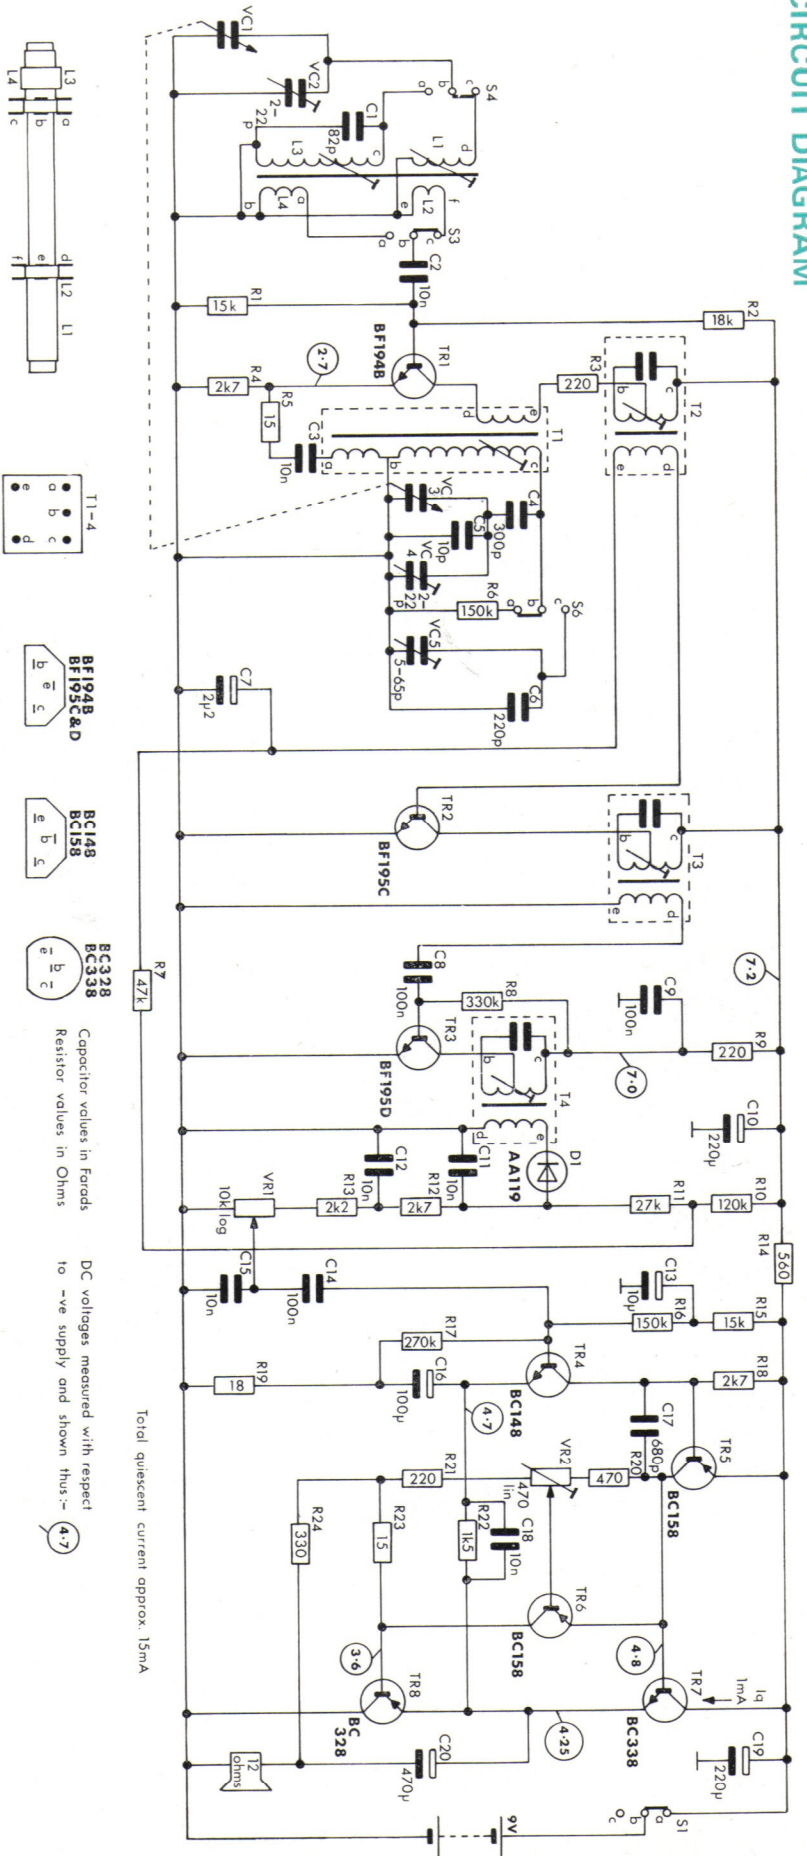 CIRCUIT DIAGRAM
VC1
VC2
2-22
p
C1
82p
S4
a
b
c
L3
c
L1
d
L4
a
b
L2
e
f
S3
a
b
c
C2
10n
R1
15k
R2
18k
TR1
BF194B
R4
2k7
2·7
R5
15
C3
10n
R3
220
T2
b
c
e
d
T1
d
e
a
b
c
VC3
C4
300p
C5
10p
VC4
2-22
p
R6
150k
S6
a
b
c
VC5
5-65p
C6
220p
C7
2µ2
TR2
BF195C
T3
b
c
e
d
R7
47k
C8
100n
R8
330k
TR3
BF195D
C9
100n
7·2
R9
220
7·0
T4
b
c
d
e
C10
220µ
D1
AA119
C11
10n
C12
10n
R10
120k
R11
27k
R12
2k7
R13
2k2
VR1
10k log
R14
560
C15
10n
C14
100n
C13
10µ
R16
150k
R15
15k
R17
270k
TR4
BC148
R18
2k7
R19
18
C16
100µ
4·7
C17
680p
TR5
BC158
R20
470
VR2
470
lin
R21
220
R22
1k5
C18
10n
R23
15
R24
330
TR6
BC158
3·6
4·8
TR7
BC338
Iq
1mA
TR8
BC
328
4·25
C19
220µ
C20
470µ
12
ohms
S1
a
b
c
9V
L3
L4
a
b
c
d
e
f
L2
L1
T1-4
a
b
c
e
d
BF194B
BF195C&D
b e c
BC148
BC158
e b c
BC328
BC338
e b c
Capacitor values in Farads
Resistor values in Ohms
DC voltages measured with respect
to -ve supply and shown thus:-
4·7
Total quiescent current approx. 15mA